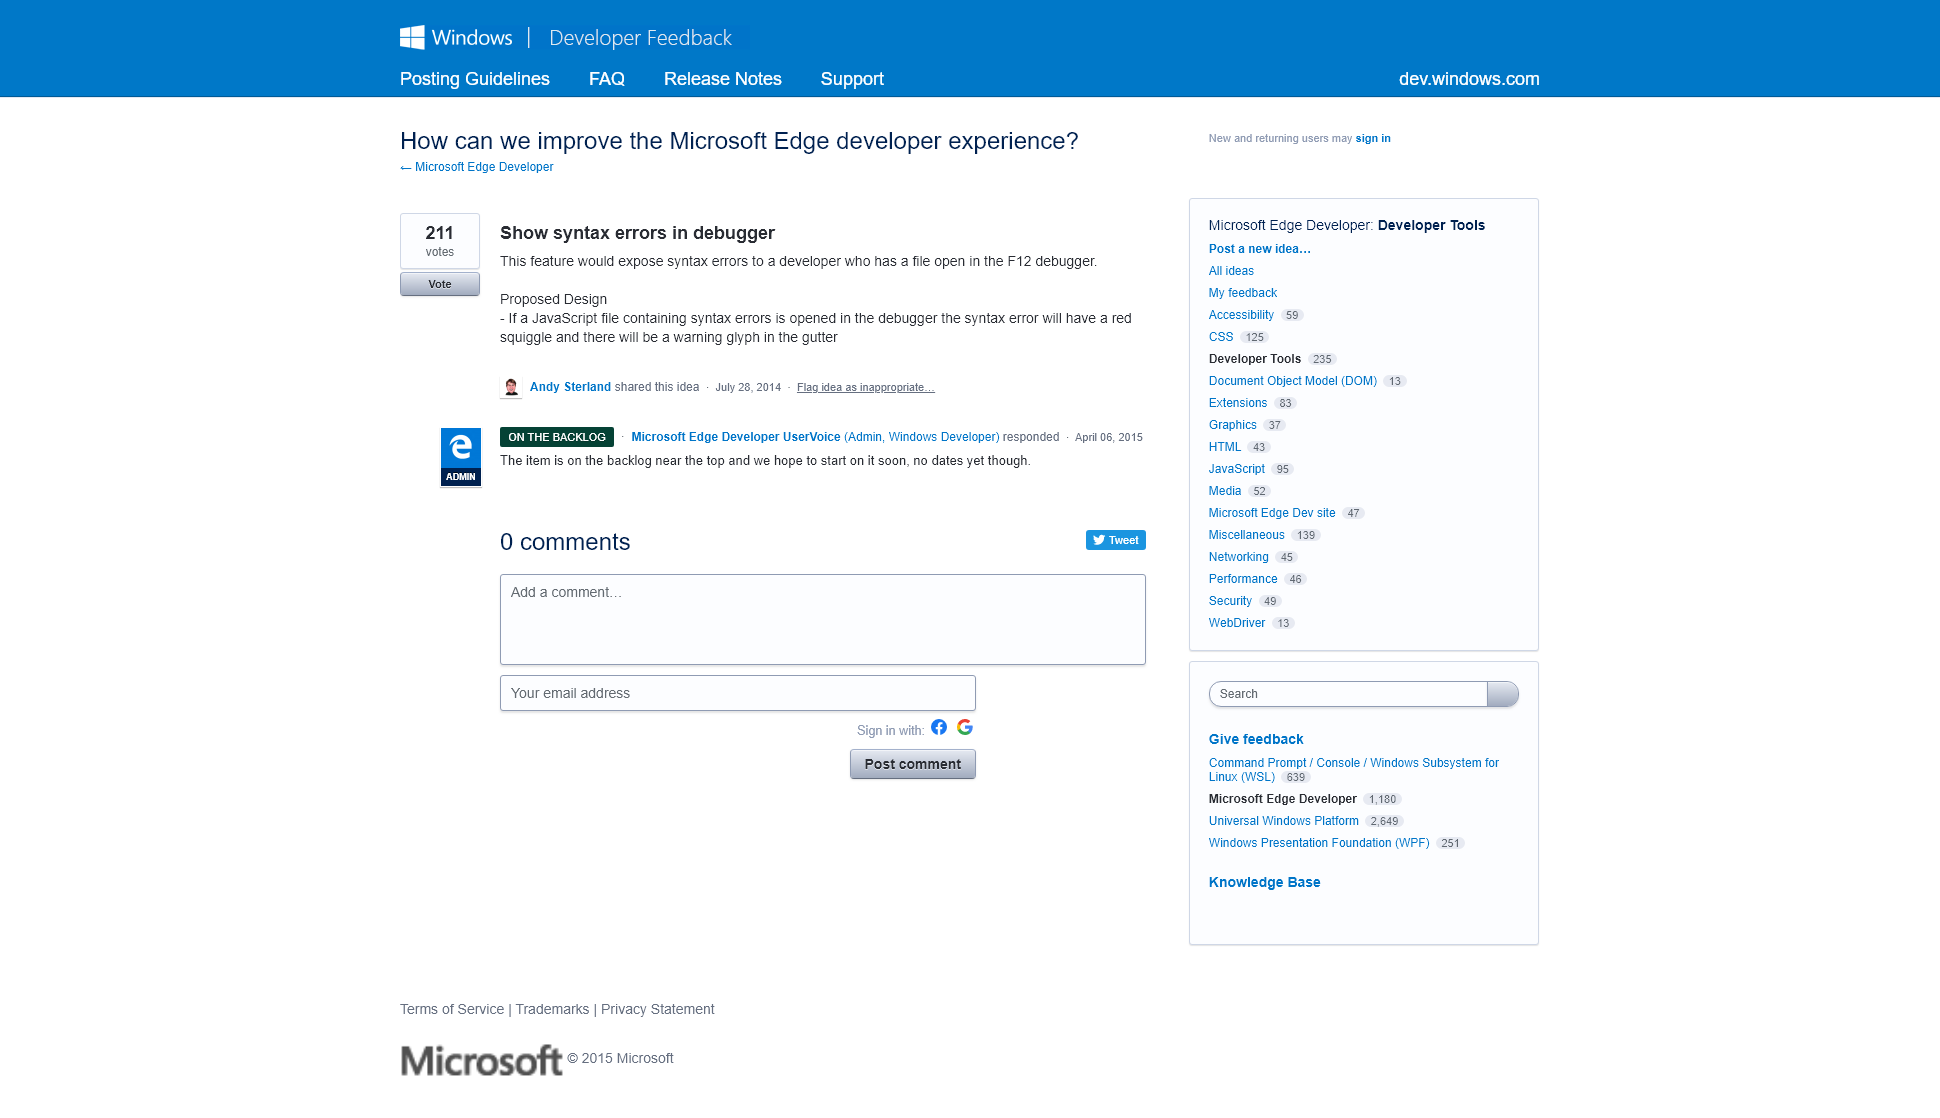 Windows | Developer Feedback
Posting Guidelines FAQ Release Notes Support dev.windows.com
How can we improve the Microsoft Edge developer experience?
← Microsoft Edge Developer
New and returning users may sign in
211
votes
Vote
Show syntax errors in debugger
This feature would expose syntax errors to a developer who has a file open in the F12 debugger.
Proposed Design
- If a JavaScript file containing syntax errors is opened in the debugger the syntax error will have a red
squiggle and there will be a warning glyph in the gutter
Andy Sterland shared this idea · July 28, 2014 · Flag idea as inappropriate…
ADMIN
ON THE BACKLOG · Microsoft Edge Developer UserVoice (Admin, Windows Developer) responded · April 06, 2015
The item is on the backlog near the top and we hope to start on it soon, no dates yet though.
0 comments
Tweet
Add a comment…
Your email address
Sign in with:
Post comment
Microsoft Edge Developer: Developer Tools
Post a new idea…
All ideas
My feedback
Accessibility 59
CSS 125
Developer Tools 235
Document Object Model (DOM) 13
Extensions 83
Graphics 37
HTML 43
JavaScript 95
Media 52
Microsoft Edge Dev site 47
Miscellaneous 139
Networking 45
Performance 46
Security 49
WebDriver 13
Search
Give feedback
Command Prompt / Console / Windows Subsystem for
Linux (WSL) 639
Microsoft Edge Developer 1,180
Universal Windows Platform 2,649
Windows Presentation Foundation (WPF) 251
Knowledge Base
Terms of Service | Trademarks | Privacy Statement
Microsoft © 2015 Microsoft